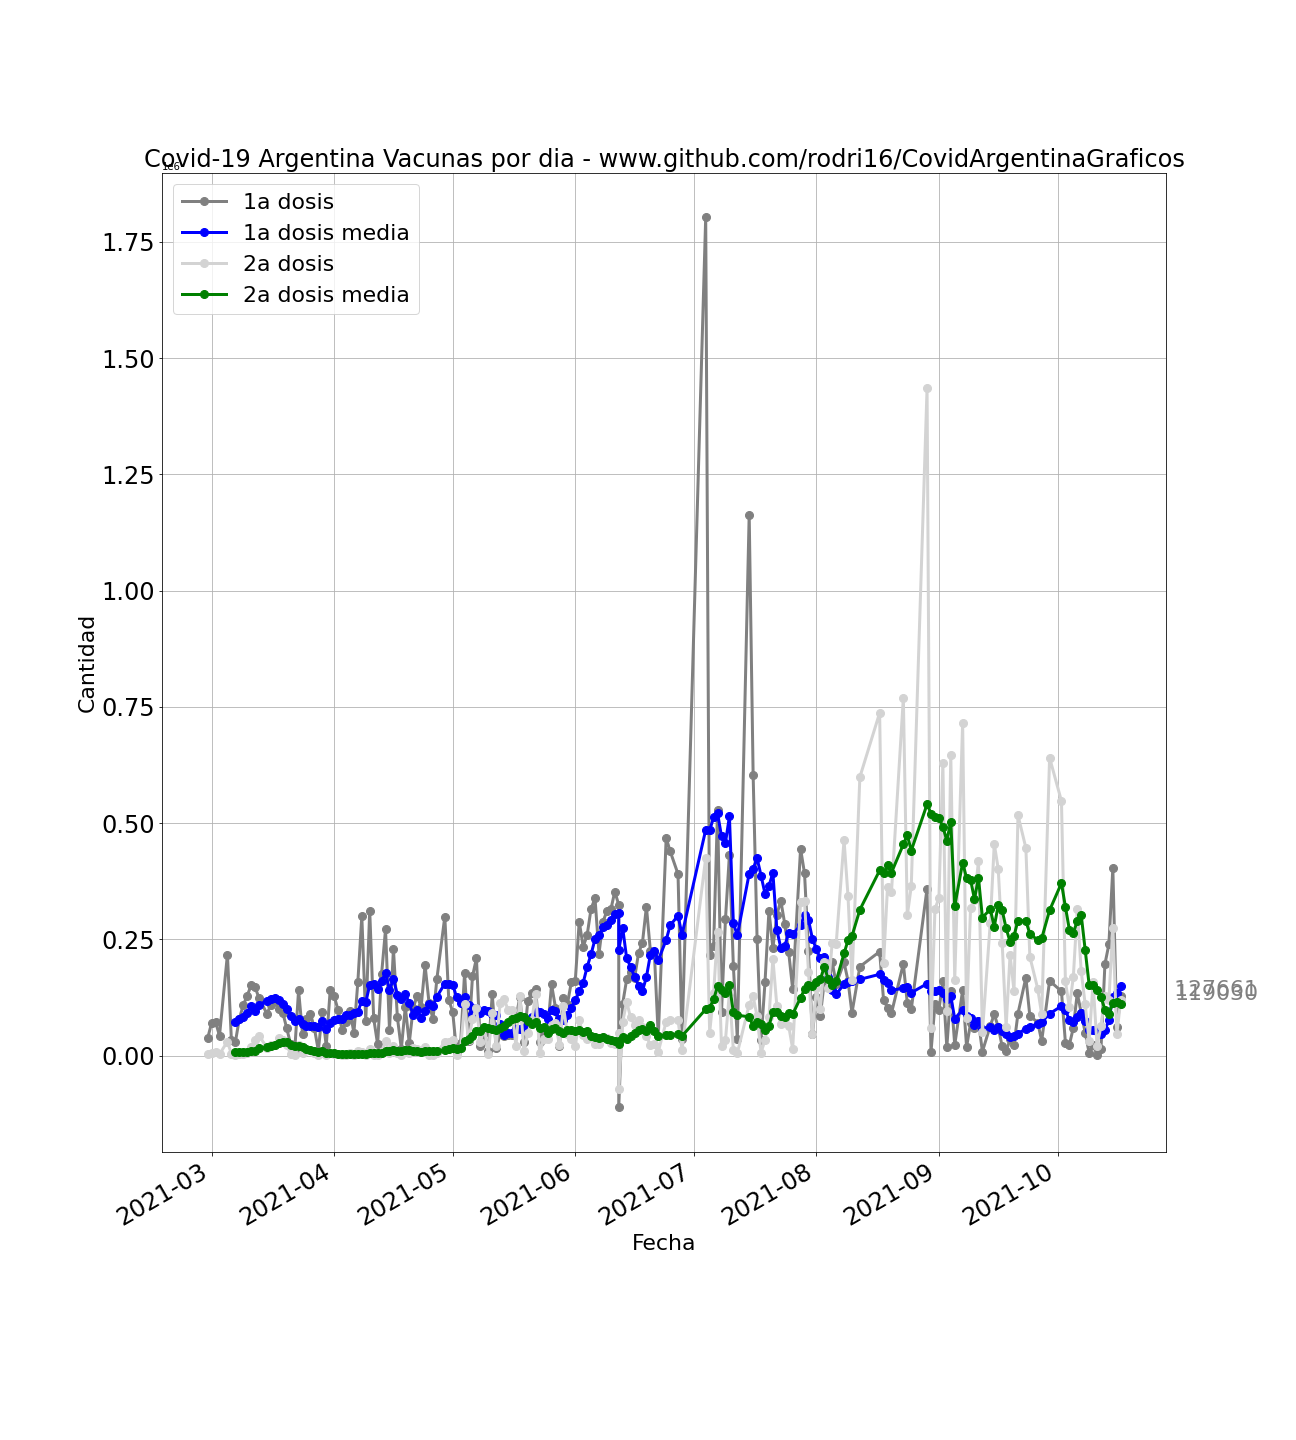 Covid-19 Argentina Vacunas por dia - www.github.com/rodri16/CovidArgentinaGraficos
1e6
1a dosis
1a dosis media
2a dosis
2a dosis media
1.75
1.50
1.25
1.00
0.75
0.50
0.25
0.00
Cantidad
127661
2021-03
2021-04
2021-05
2021-06
2021-07
2021-08
2021-09
2021-10
Fecha